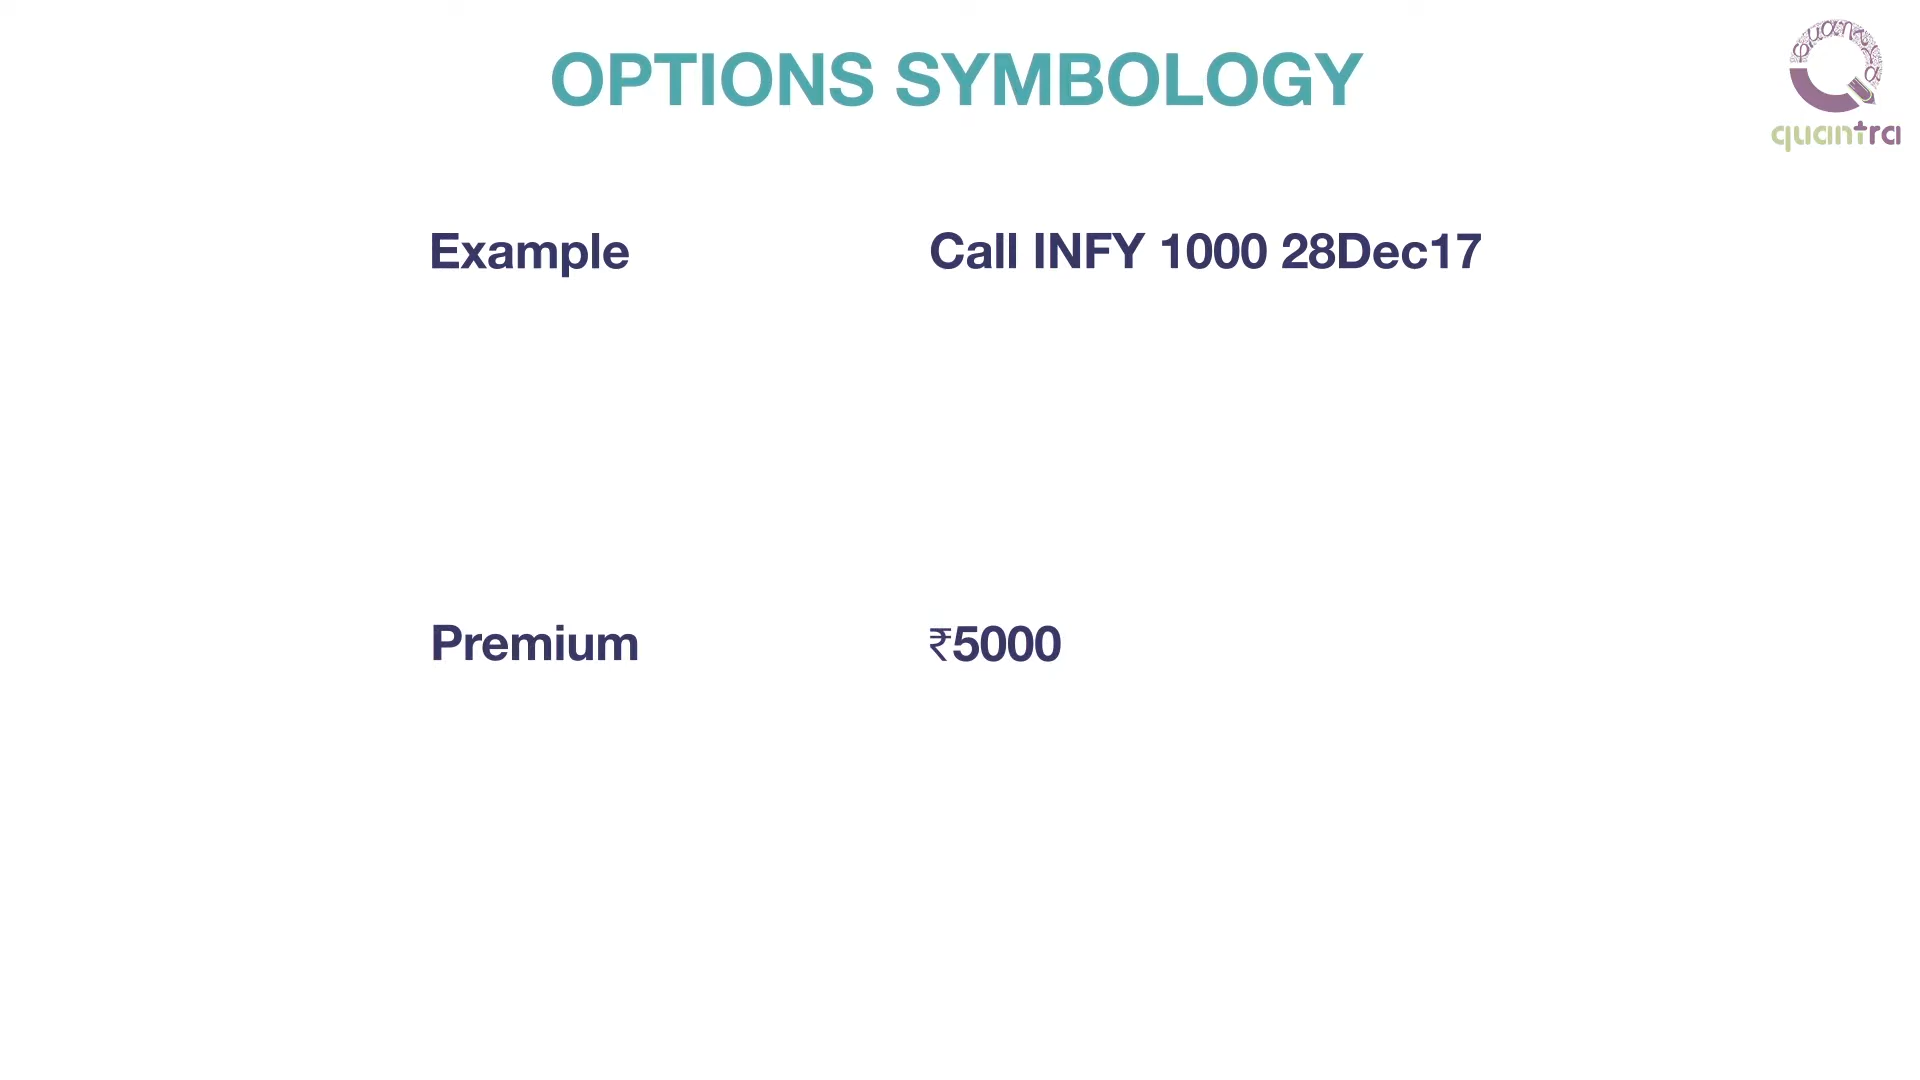 OPTIONS SYMBOLOGY
quantra
Example Call INFY 1000 28Dec17
Premium ₹5000